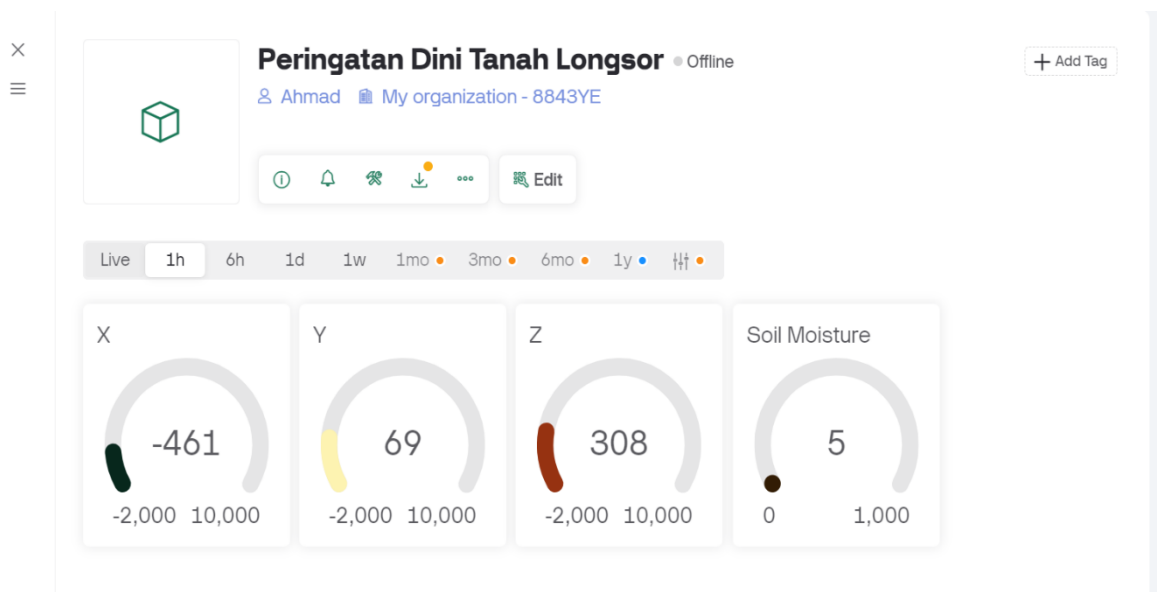 Peringatan Dini Tanah Longsor Offline
+ Add Tag
Ahmad My organization - 8843YE
Edit
Live 1h 6h 1d 1w 1mo 3mo 6mo 1y
X Y Z Soil Moisture
-461 69 308 5
-2,000 10,000 -2,000 10,000 -2,000 10,000 0 1,000